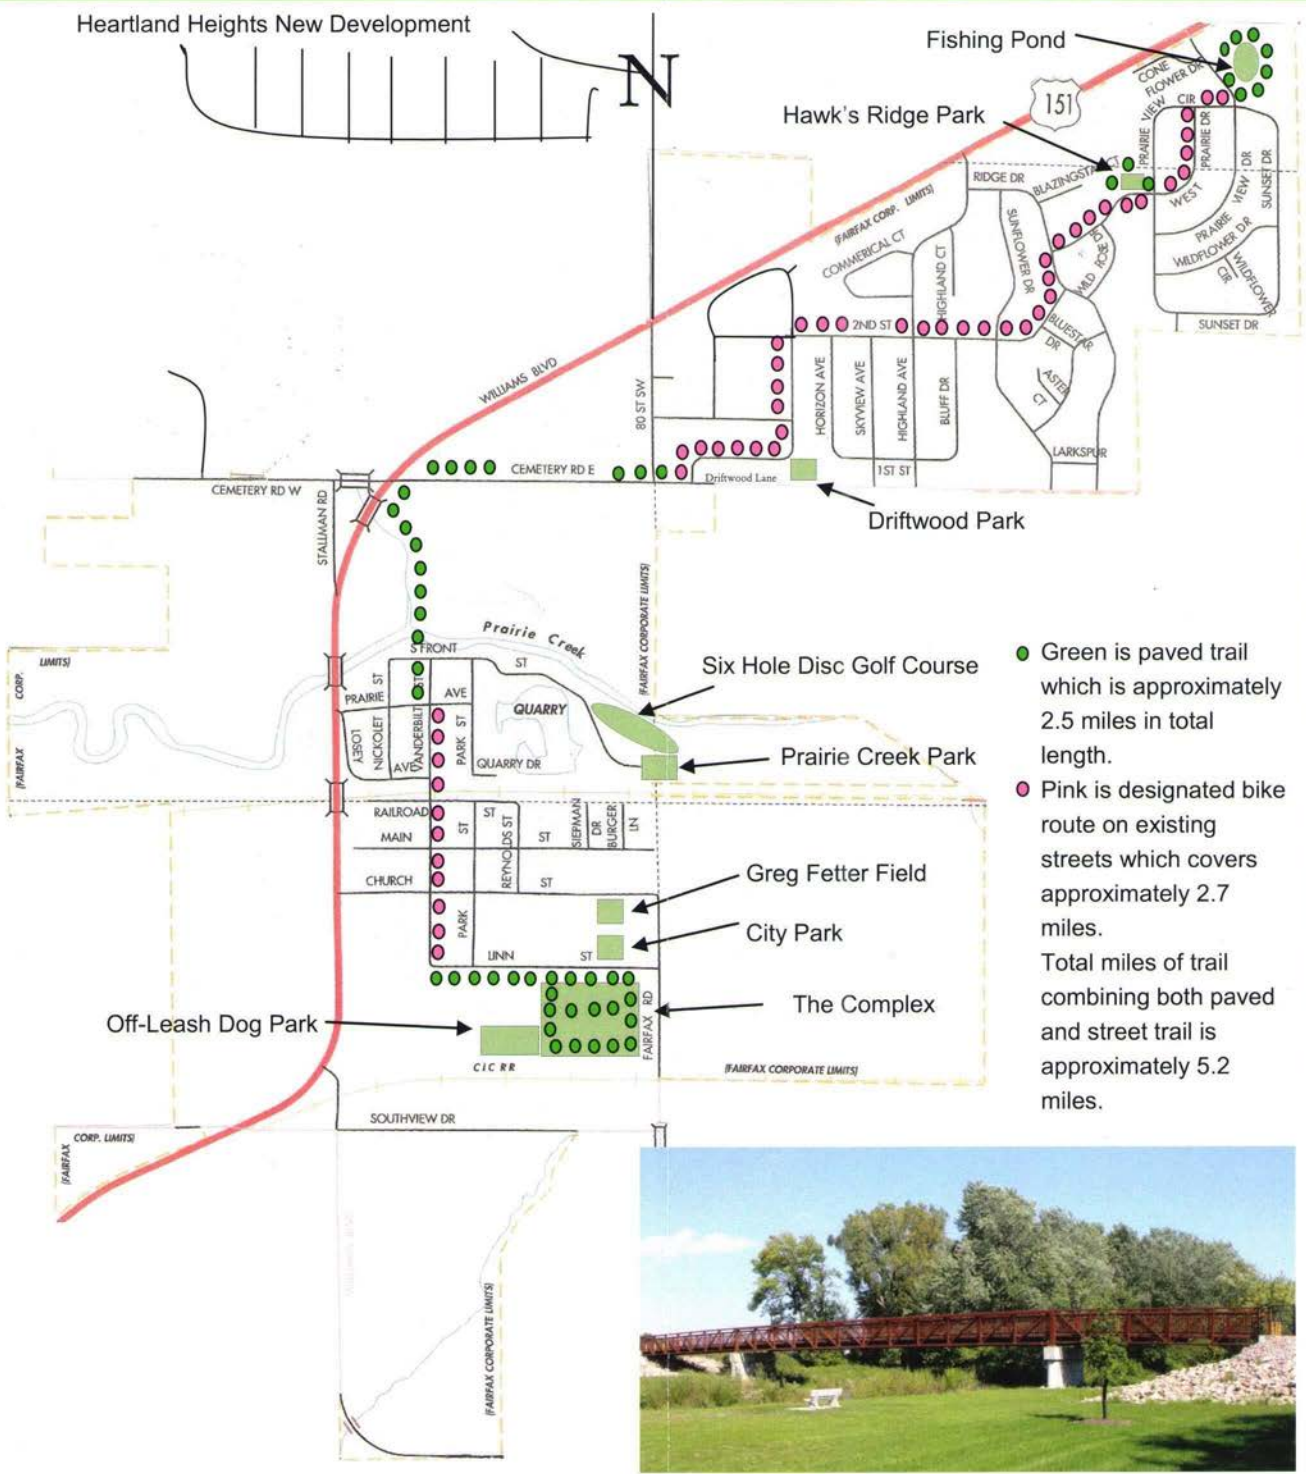 Heartland Heights New Development
N
Fishing Pond
CONE
FLOWER DR
151
Hawk's Ridge Park
CIR
PRAIRIE VIEW
PRAIRIE DR
BLAZINGSTAR CT
RIDGE DR
WEST
PRAIRIE
VIEW DR
SUNSET DR
(FAIRFAX CORP. LIMITS)
SUNFLOWER DR
WILD ROSE DR
WILDFLOWER DR
WILDFLOWER
CIR
COMMERICAL CT
HIGHLAND CT
2ND ST
BLUESTAR
DR
SUNSET DR
WILLIAMS BLVD
80 ST SW
HORIZON AVE
SKYVIEW AVE
HIGHLAND AVE
BLUFF DR
ASTER
CT
LARKSPUR
CEMETERY RD E
Driftwood Lane
1ST ST
CEMETERY RD W
STALLMAN RD
Driftwood Park
(FAIRFAX CORPORATE LIMITS)
Prairie Creek
S FRONT
ST
LIMITS)
CORP.
(FAIRFAX
Six Hole Disc Golf Course
PRAIRIE
ST
ST
AVE
QUARRY
LOSEY
NICKOLET
VANDERBILT
PARK ST
AVE
QUARRY DR
Prairie Creek Park
Green is paved trail
which is approximately
2.5 miles in total
length.
Pink is designated bike
route on existing
streets which covers
approximately 2.7
miles.
Total miles of trail
combining both paved
and street trail is
approximately 5.2
miles.
RAILROAD
ST
MAIN
ST
ST
REYNOLDS ST
SIEPMAN
DR
BURGER
LN
CHURCH
ST
Greg Fetter Field
PARK
City Park
LINN
ST
The Complex
FAIRFAX RD
Off-Leash Dog Park
CIC RR
(FAIRFAX CORPORATE LIMITS)
SOUTHVIEW DR
CORP. LIMITS)
(FAIRFAX
(FAIRFAX CORPORATE LIMITS)